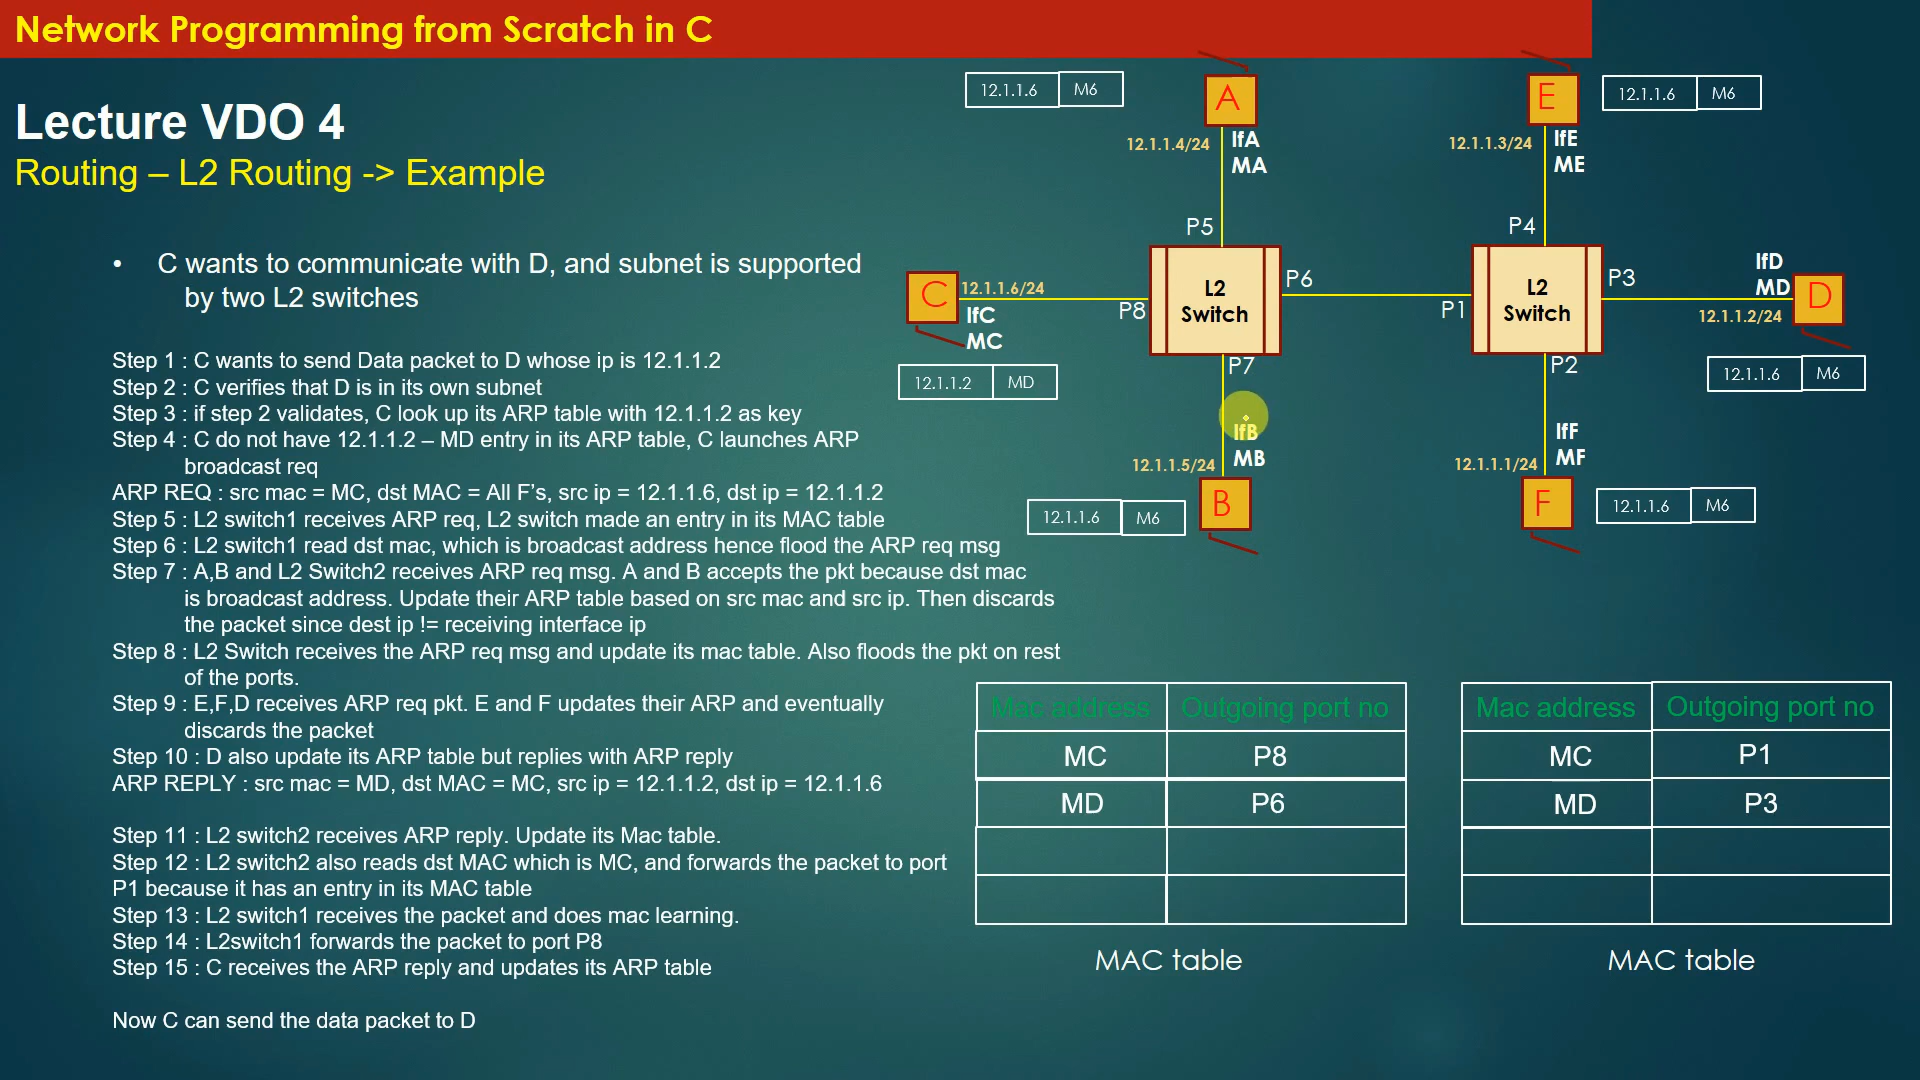 Network Programming from Scratch in C
Lecture VDO 4
Routing – L2 Routing -> Example
• C wants to communicate with D, and subnet is supported
by two L2 switches
Step 1 : C wants to send Data packet to D whose ip is 12.1.1.2
Step 2 : C verifies that D is in its own subnet
Step 3 : if step 2 validates, C look up its ARP table with 12.1.1.2 as key
Step 4 : C do not have 12.1.1.2 – MD entry in its ARP table, C launches ARP
broadcast req
ARP REQ : src mac = MC, dst MAC = All F's, src ip = 12.1.1.6, dst ip = 12.1.1.2
Step 5 : L2 switch1 receives ARP req, L2 switch made an entry in its MAC table
Step 6 : L2 switch1 read dst mac, which is broadcast address hence flood the ARP req msg
Step 7 : A,B and L2 Switch2 receives ARP req msg. A and B accepts the pkt because dst mac
is broadcast address. Update their ARP table based on src mac and src ip. Then discards
the packet since dest ip != receiving interface ip
Step 8 : L2 Switch receives the ARP req msg and update its mac table. Also floods the pkt on rest
of the ports.
Step 9 : E,F,D receives ARP req pkt. E and F updates their ARP and eventually
discards the packet
Step 10 : D also update its ARP table but replies with ARP reply
ARP REPLY : src mac = MD, dst MAC = MC, src ip = 12.1.1.2, dst ip = 12.1.1.6
Step 11 : L2 switch2 receives ARP reply. Update its Mac table.
Step 12 : L2 switch2 also reads dst MAC which is MC, and forwards the packet to port
P1 because it has an entry in its MAC table
Step 13 : L2 switch1 receives the packet and does mac learning.
Step 14 : L2switch1 forwards the packet to port P8
Step 15 : C receives the ARP reply and updates its ARP table
Now C can send the data packet to D
12.1.1.6 M6
A
12.1.1.4/24 IfA
MA
E
12.1.1.6 M6
12.1.1.3/24 IfE
ME
P5
P4
C
12.1.1.6/24
IfC
MC
12.1.1.2 MD
P8
L2
Switch
P6
P7
P1
L2
Switch
P3
P2
IfD
MD
D
12.1.1.2/24
12.1.1.6 M6
IfB
12.1.1.5/24 MB
B
12.1.1.6 M6
IfF
12.1.1.1/24 MF
F
12.1.1.6 M6
Mac address Outgoing port no
MC P8
MD P6
MAC table
Mac address Outgoing port no
MC P1
MD P3
MAC table